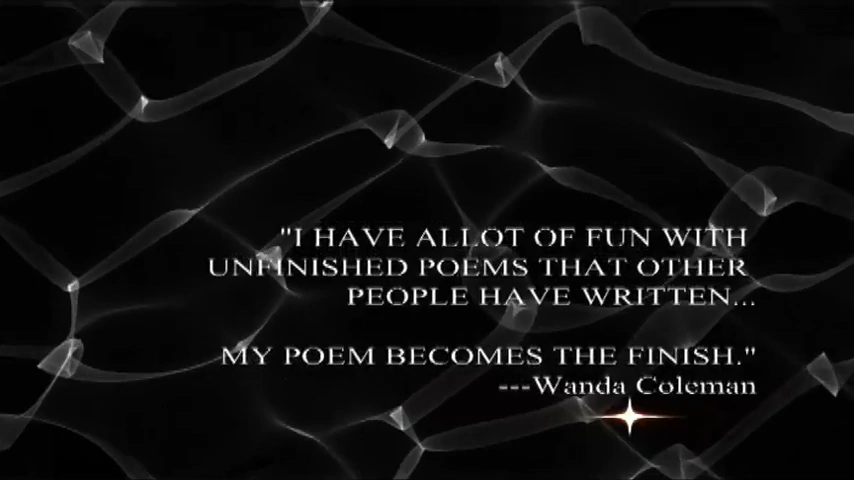 "I HAVE ALLOT OF FUN WITH
UNFINISHED POEMS THAT OTHER
PEOPLE HAVE WRITTEN...
MY POEM BECOMES THE FINISH."
---Wanda Coleman